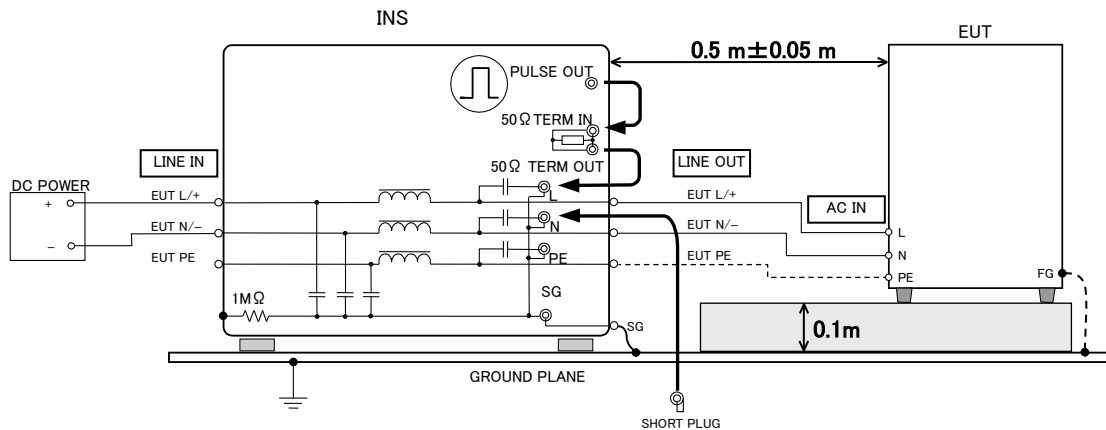 INS
EUT
0.5 m±0.05 m
PULSE OUT
50Ω TERM IN
LINE IN
50Ω TERM OUT
LINE OUT
DC POWER
+
−
EUT L/+
EUT N/−
EUT PE
L
N
PE
EUT L/+
EUT N/−
EUT PE
AC IN
L
N
PE
FG
1MΩ
SG
SG
0.1m
GROUND PLANE
SHORT PLUG